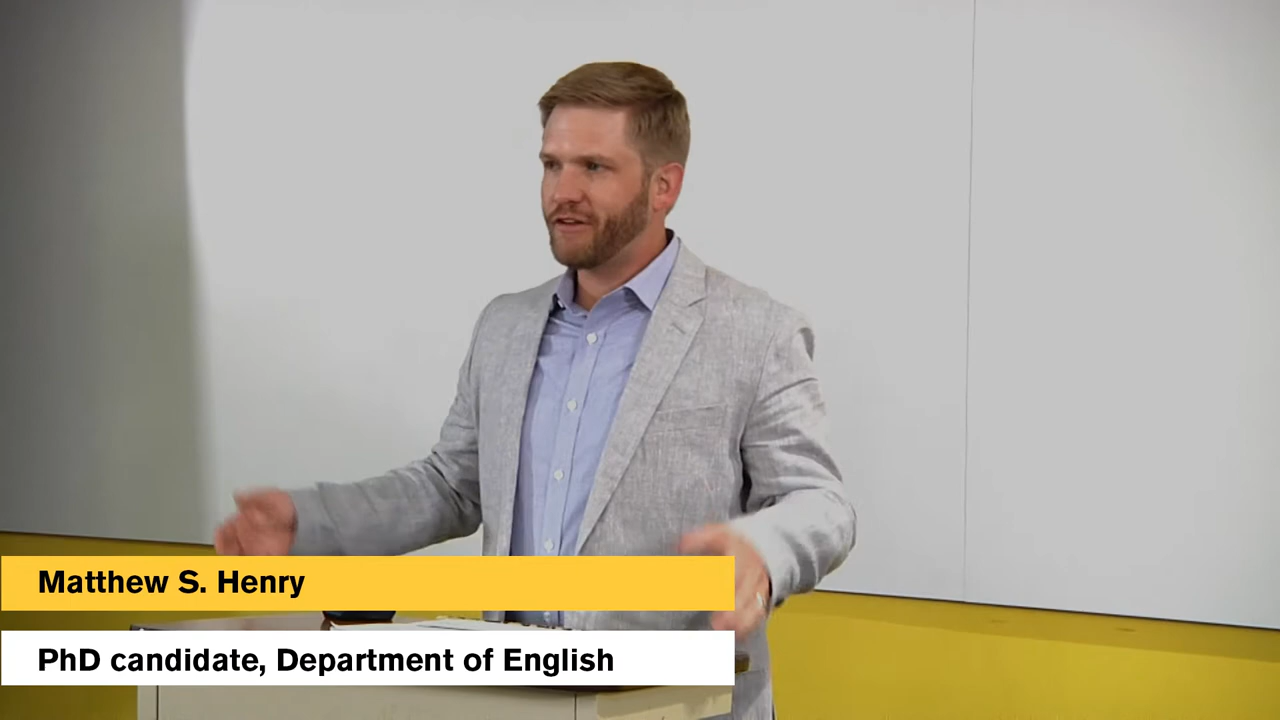 Matthew S. Henry
PhD candidate, Department of English